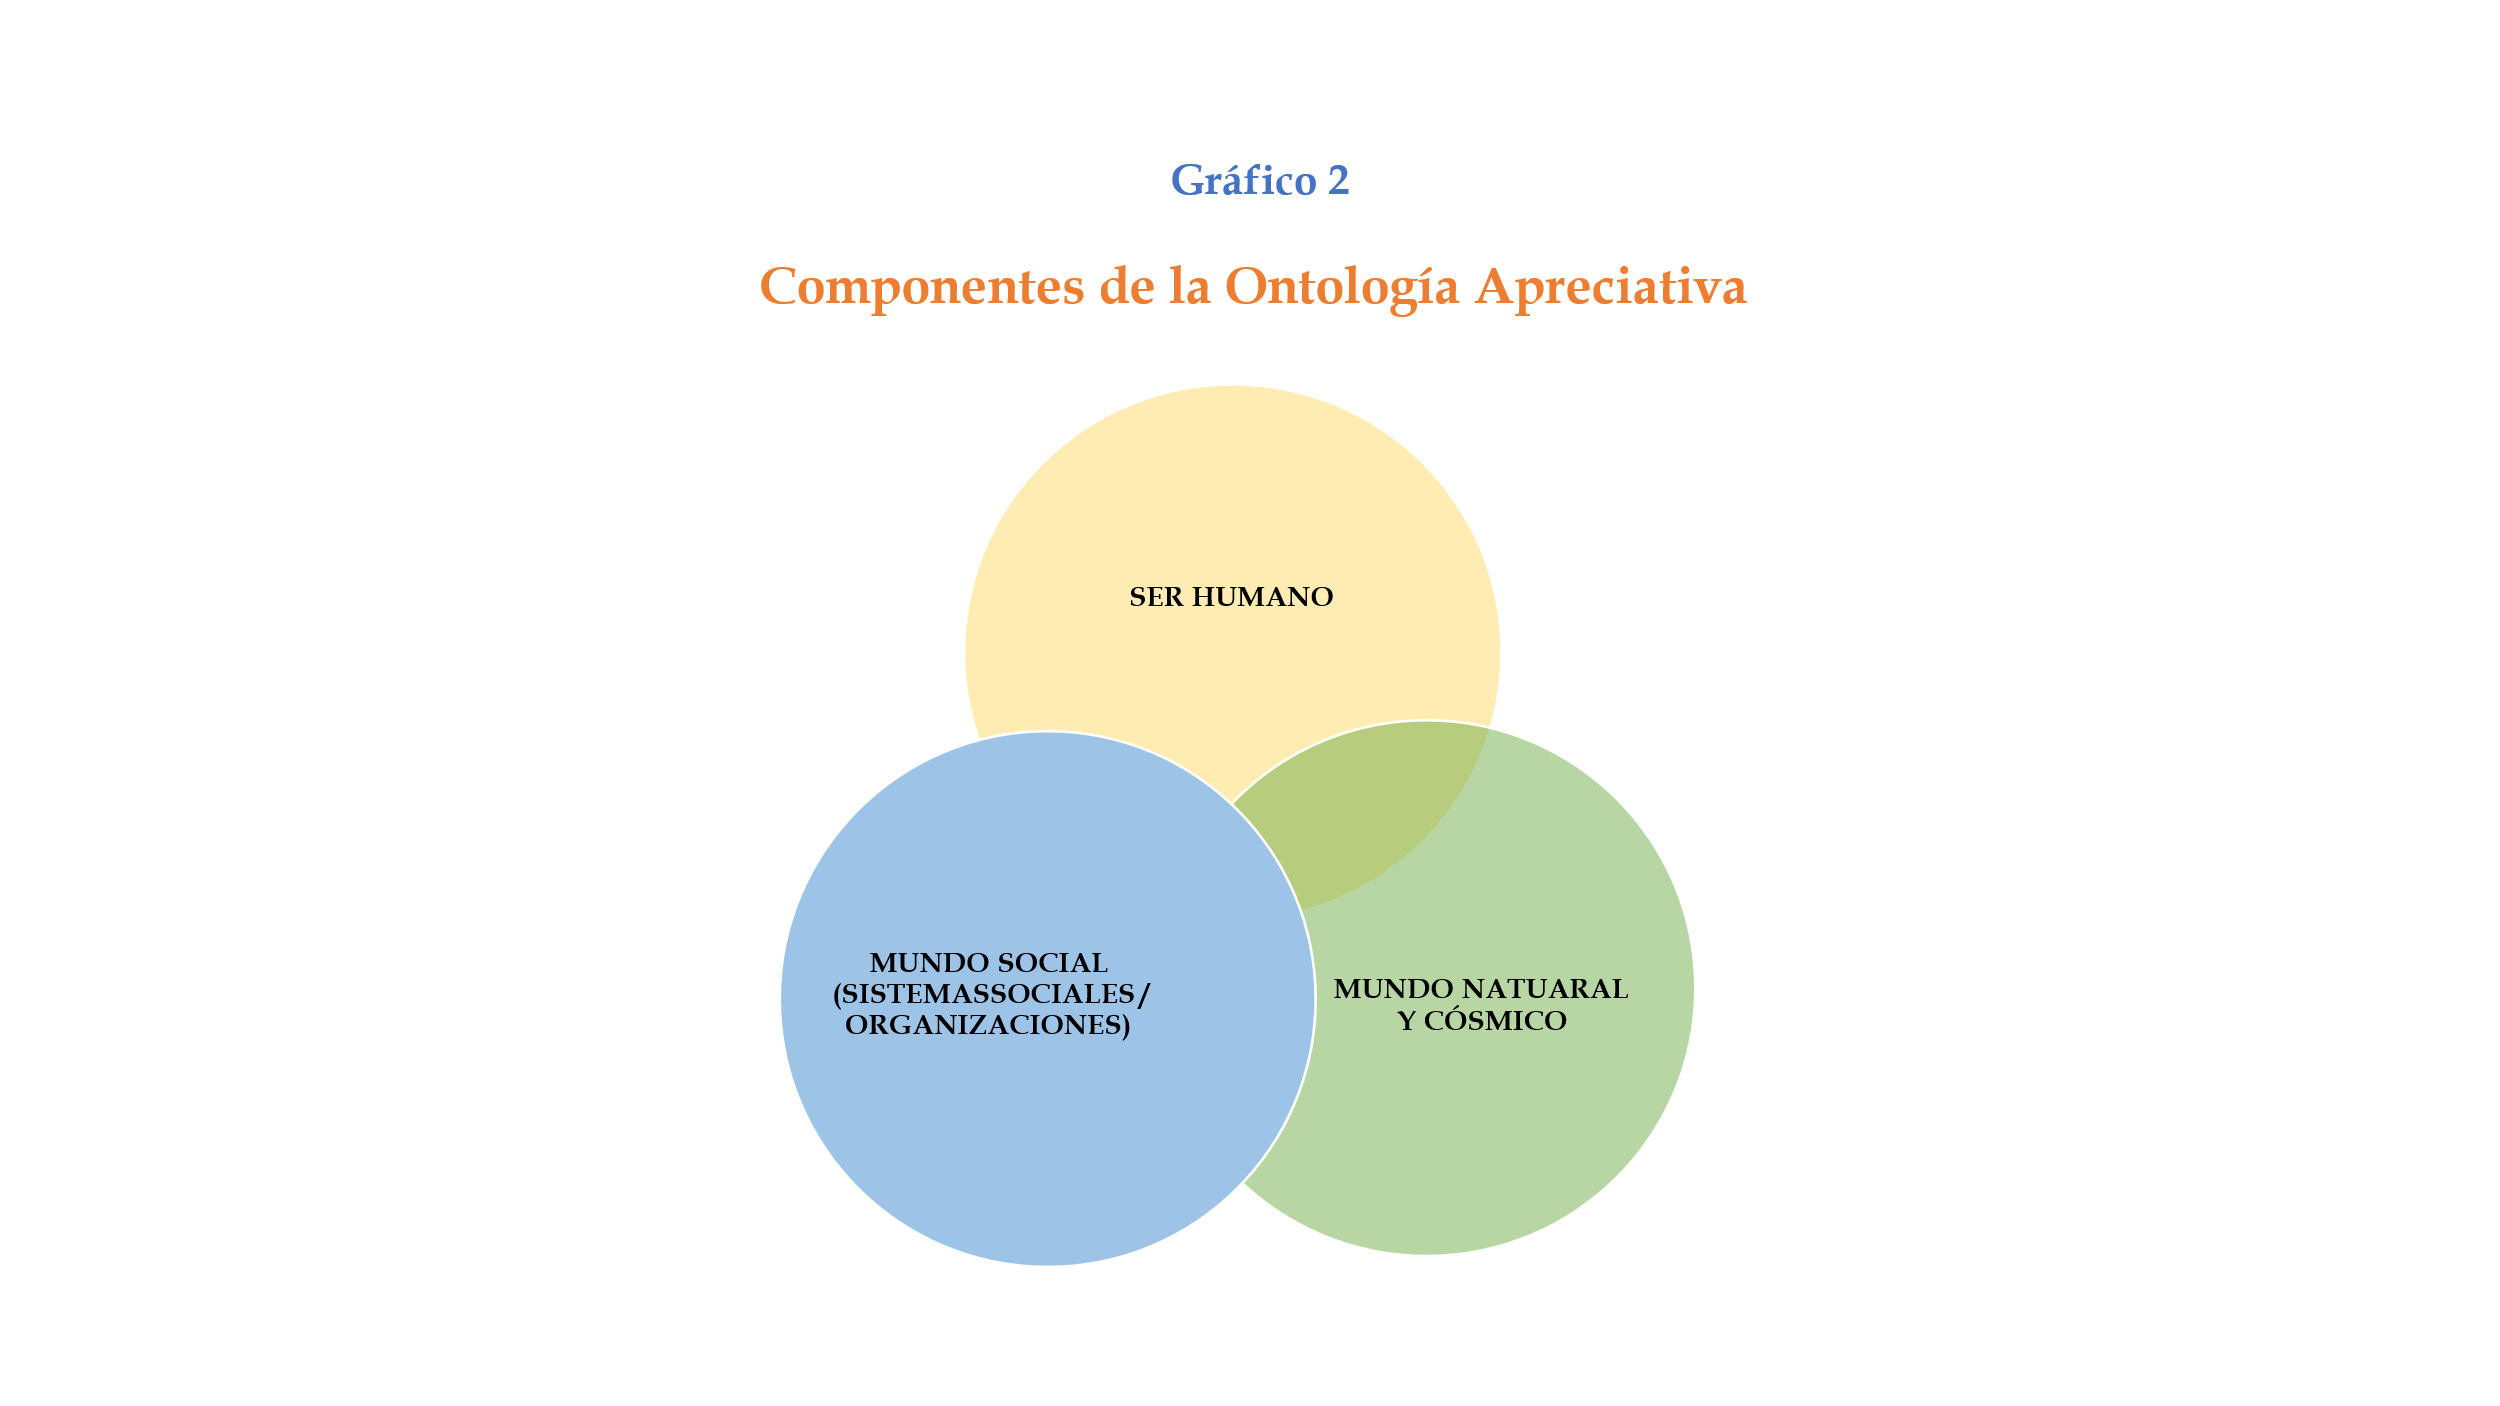 Gráfico 2
Componentes de la Ontología Apreciativa
SER HUMANO
MUNDO SOCIAL
(SISTEMASSOCIALES/
ORGANIZACIONES)
MUNDO NATUARAL
Y CÓSMICO